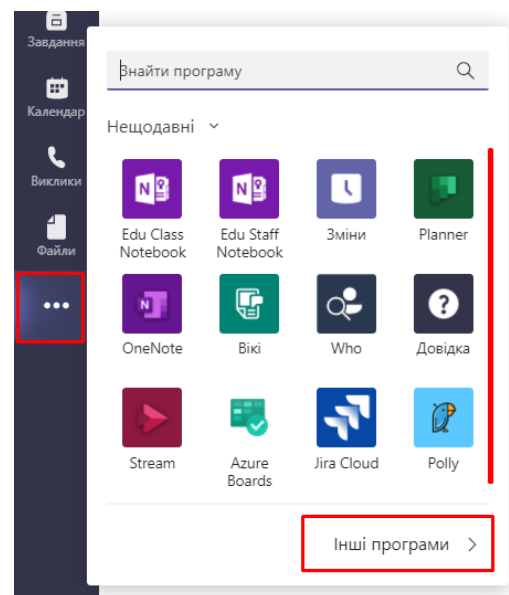 Завдання
Календар
Виклики
Файли
Знайти програму
Нещодавні
Edu Class Notebook
Edu Staff Notebook
Зміни
Planner
OneNote
Вікі
Who
Довідка
Stream
Azure Boards
Jira Cloud
Polly
Інші програми